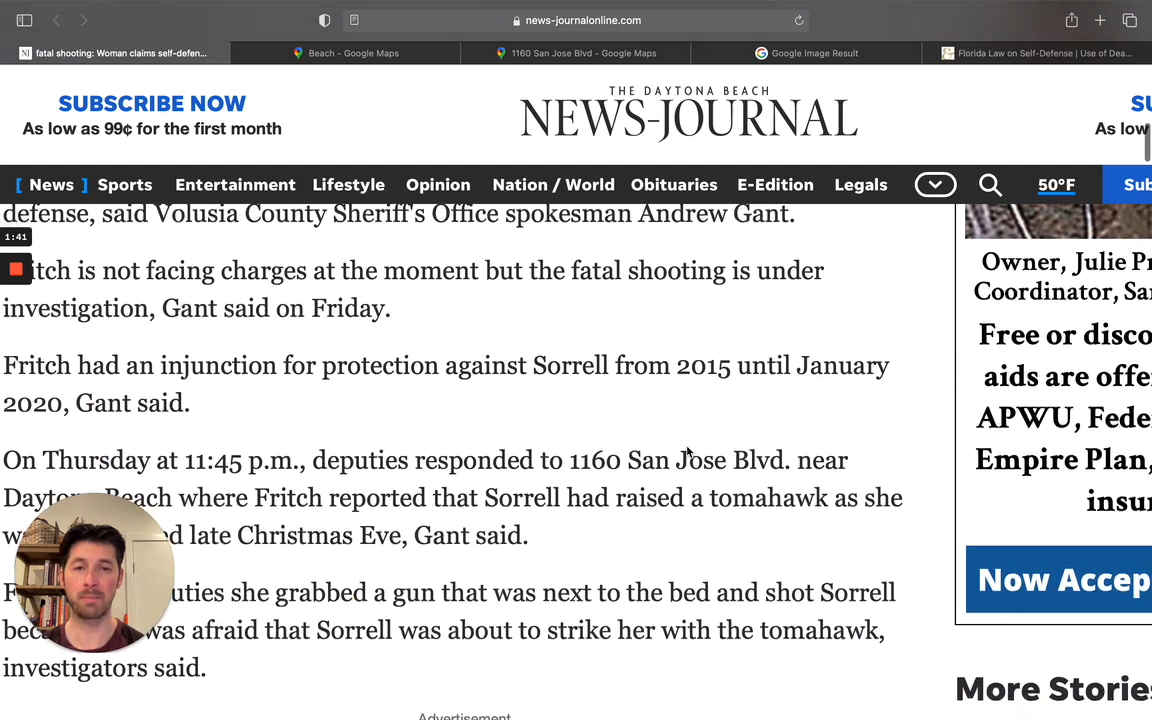 news-journalonline.com
fatal shooting: Woman claims self-defen...
Beach - Google Maps
1160 San Jose Blvd - Google Maps
Google Image Result
Florida Law on Self-Defense | Use of Dea...
SUBSCRIBE NOW
As low as 99¢ for the first month
THE DAYTONA BEACH
NEWS-JOURNAL
SU
As low
[ News ] Sports Entertainment Lifestyle Opinion Nation / World Obituaries E-Edition Legals 50°F Sub
defense, said Volusia County Sheriff's Office spokesman Andrew Gant.
1:41
itch is not facing charges at the moment but the fatal shooting is under
investigation, Gant said on Friday.
Fritch had an injunction for protection against Sorrell from 2015 until January
2020, Gant said.
On Thursday at 11:45 p.m., deputies responded to 1160 San Jose Blvd. near
Daytona Beach where Fritch reported that Sorrell had raised a tomahawk as she
w d late Christmas Eve, Gant said.
F uties she grabbed a gun that was next to the bed and shot Sorrell
bec was afraid that Sorrell was about to strike her with the tomahawk,
investigators said.
Advertisement
Owner, Julie Pr
Coordinator, Sar
Free or disco
aids are offe
APWU, Fede
Empire Plan,
insur
Now Accep
More Stories